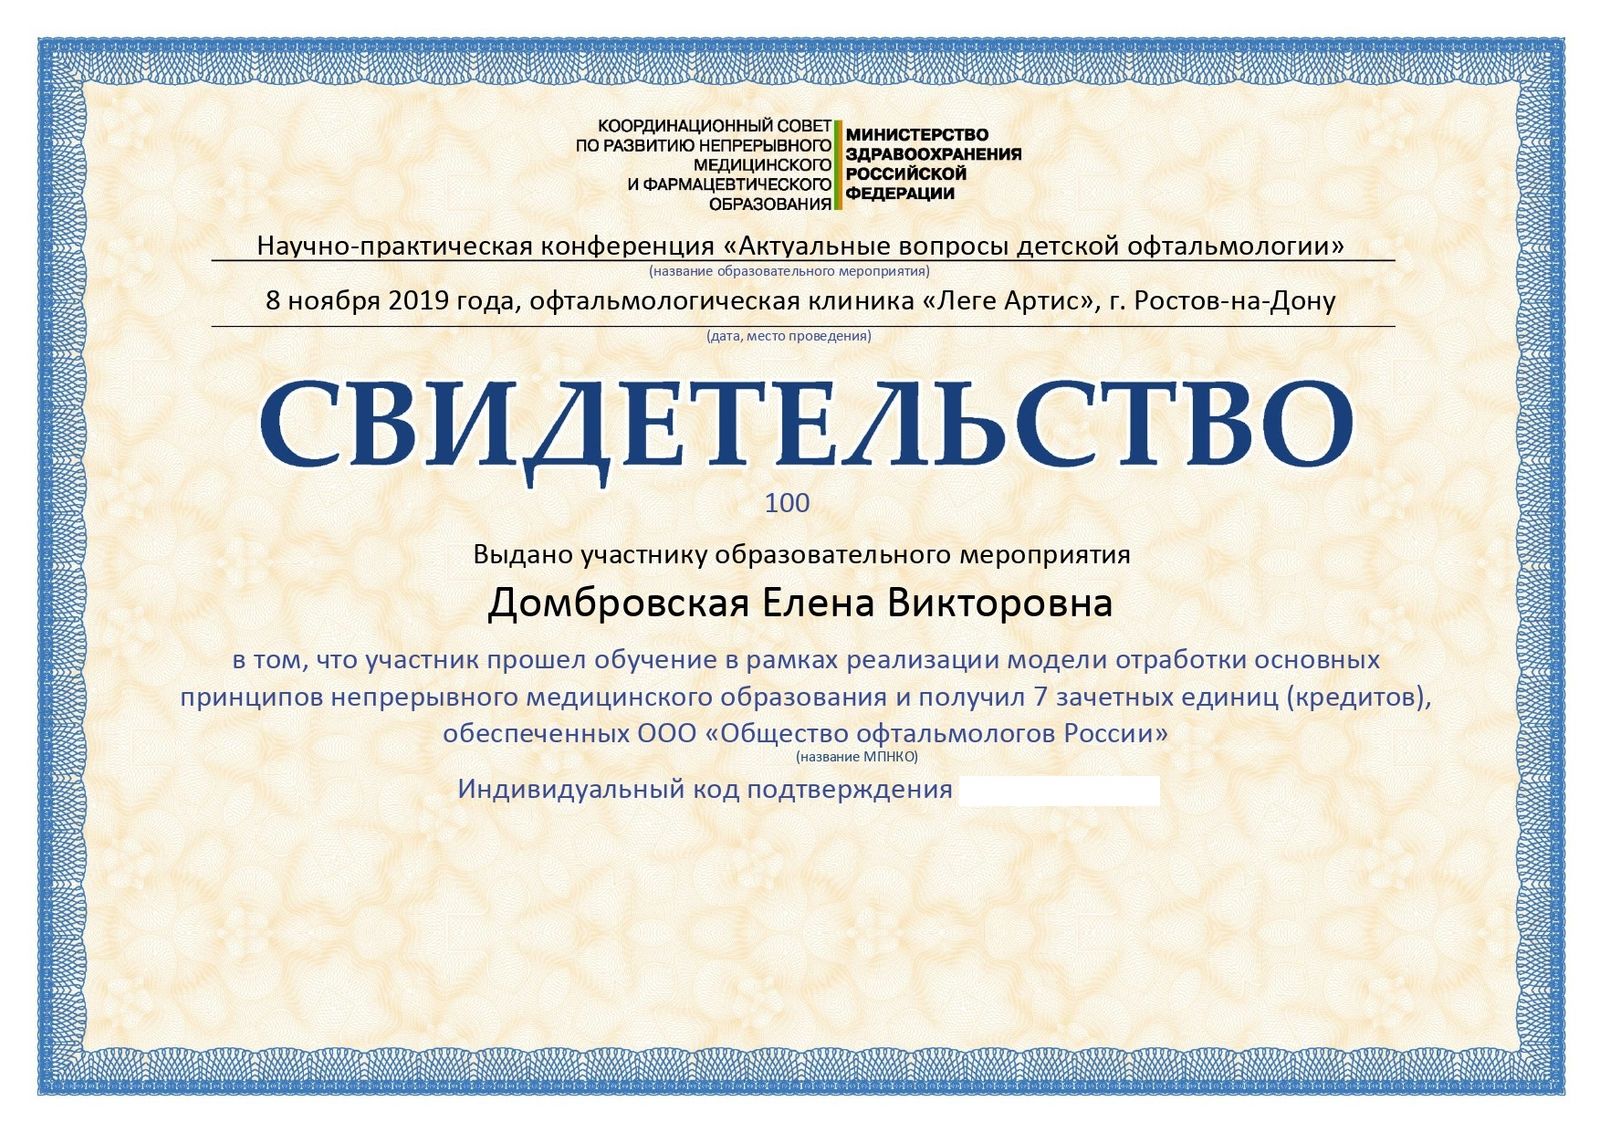 КООРДИНАЦИОННЫЙ СОВЕТ
ПО РАЗВИТИЮ НЕПРЕРЫВНОГО
МЕДИЦИНСКОГО
И ФАРМАЦЕВТИЧЕСКОГО
ОБРАЗОВАНИЯ
МИНИСТЕРСТВО
ЗДРАВООХРАНЕНИЯ
РОССИЙСКОЙ
ФЕДЕРАЦИИ
Научно-практическая конференция «Актуальные вопросы детской офтальмологии»
(название образовательного мероприятия)
8 ноября 2019 года, офтальмологическая клиника «Леге Артис», г. Ростов-на-Дону
(дата, место проведения)
СВИДЕТЕЛЬСТВО
100
Выдано участнику образовательного мероприятия
Домбровская Елена Викторовна
в том, что участник прошел обучение в рамках реализации модели отработки основных
принципов непрерывного медицинского образования и получил 7 зачетных единиц (кредитов),
обеспеченных ООО «Общество офтальмологов России»
(название МПНКО)
Индивидуальный код подтверждения